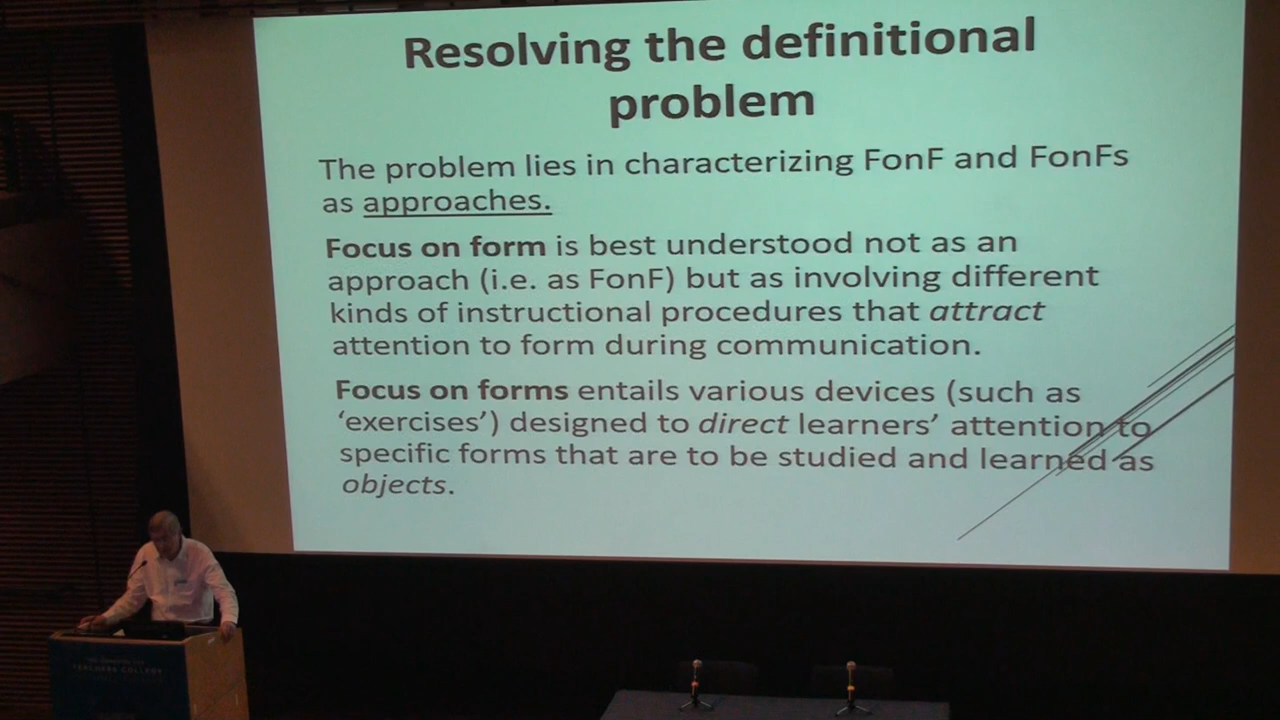 Resolving the definitional
problem
The problem lies in characterizing FonF and FonFs
as approaches.
Focus on form is best understood not as an
approach (i.e. as FonF) but as involving different
kinds of instructional procedures that attract
attention to form during communication.
Focus on forms entails various devices (such as
‘exercises’) designed to direct learners’ attention to
specific forms that are to be studied and learned as
objects.
TEACHERS COLLEGE